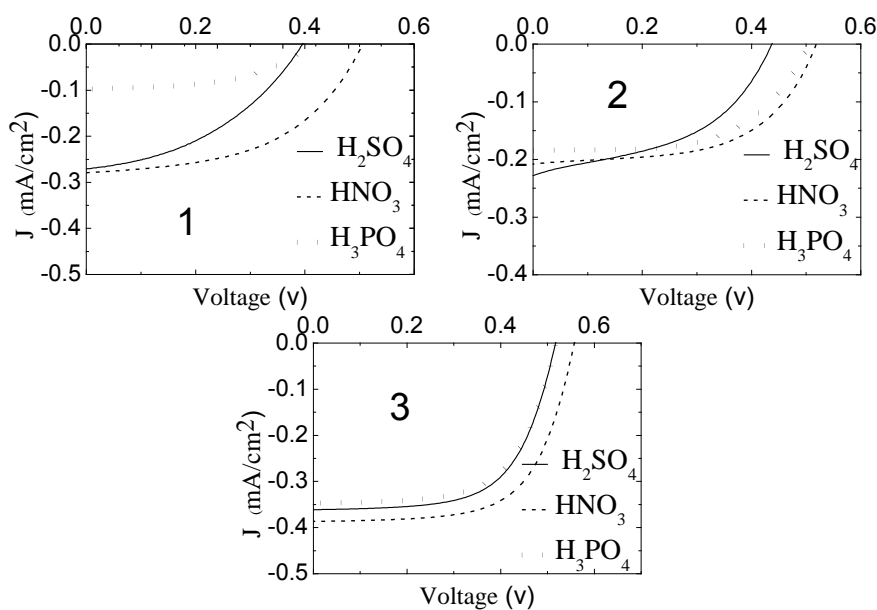 0.0 0.2 0.4 0.6
0.0
-0.1
-0.2
-0.3
-0.4
-0.5
J (mA/cm²)
1
H₂SO₄
HNO₃
H₃PO₄
Voltage (v)
0.0 0.2 0.4 0.6
0.0
-0.1
-0.2
-0.3
-0.4
J (mA/cm²)
2
H₂SO₄
HNO₃
H₃PO₄
Voltage (v)
0.0 0.2 0.4 0.6
0.0
-0.1
-0.2
-0.3
-0.4
-0.5
J (mA/cm²)
3
H₂SO₄
HNO₃
H₃PO₄
Voltage (v)